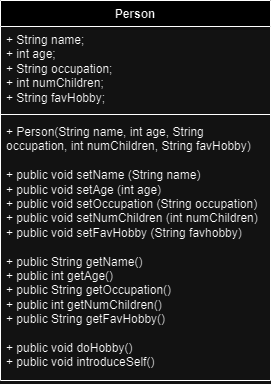 Person
+ String name;
+ int age;
+ String occupation;
+ int numChildren;
+ String favHobby;
+ Person(String name, int age, String
occupation, int numChildren, String favHobby)
+ public void setName (String name)
+ public void setAge (int age)
+ public void setOccupation (String occupation)
+ public void setNumChildren (int numChildren)
+ public void setFavHobby (String favhobby)
+ public String getName()
+ public int getAge()
+ public String getOccupation()
+ public int getNumChildren()
+ public String getFavHobby()
+ public void doHobby()
+ public void introduceSelf()